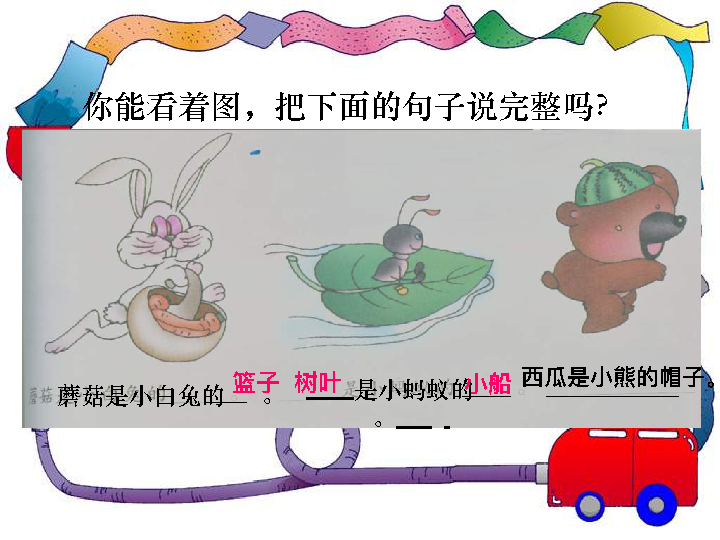 你能看着图，把下面的句子说完整吗?
蘑菇是小白兔的 篮子 。
树叶 是小蚂蚁的 小船
。
西瓜是小熊的帽子。